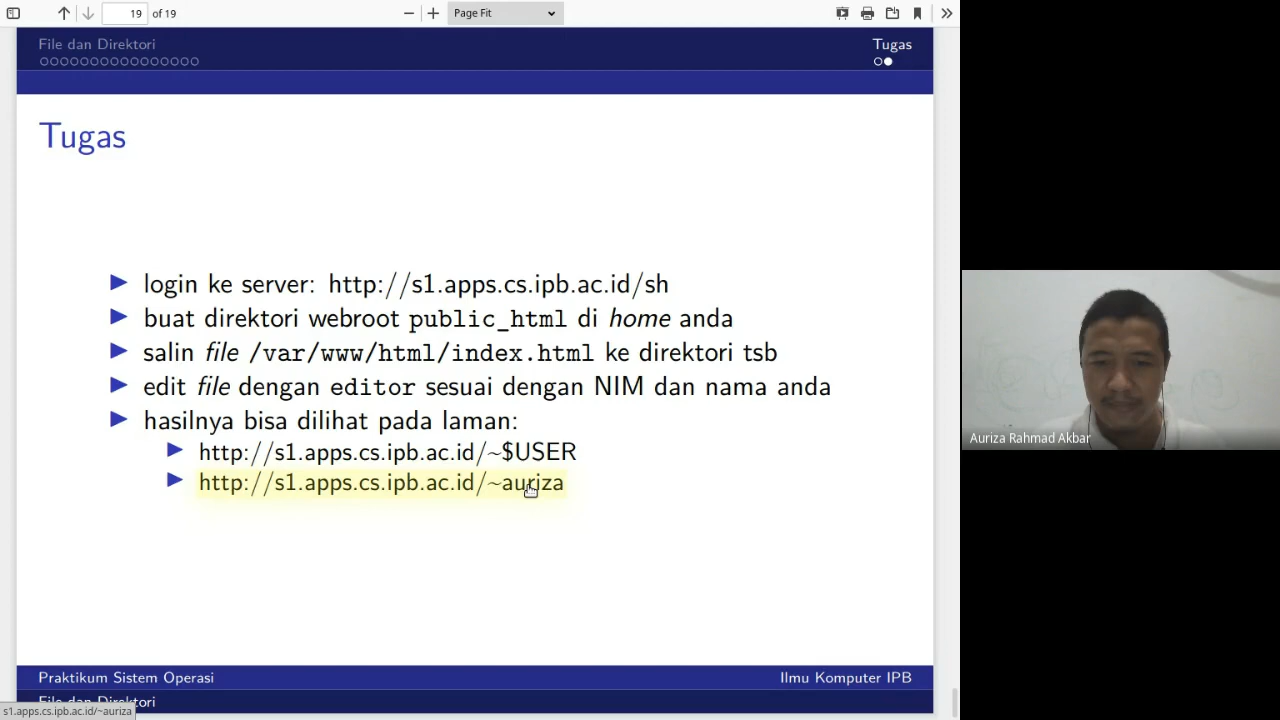 19 of 19
Page Fit
File dan Direktori
Tugas
Tugas
login ke server: http://s1.apps.cs.ipb.ac.id/sh
buat direktori webroot public_html di home anda
salin file /var/www/html/index.html ke direktori tsb
edit file dengan editor sesuai dengan NIM dan nama anda
hasilnya bisa dilihat pada laman:
http://s1.apps.cs.ipb.ac.id/~$USER
http://s1.apps.cs.ipb.ac.id/~auriza
Auriza Rahmad Akbar
Praktikum Sistem Operasi
Ilmu Komputer IPB
File dan Direktori
s1.apps.cs.ipb.ac.id/~auriza